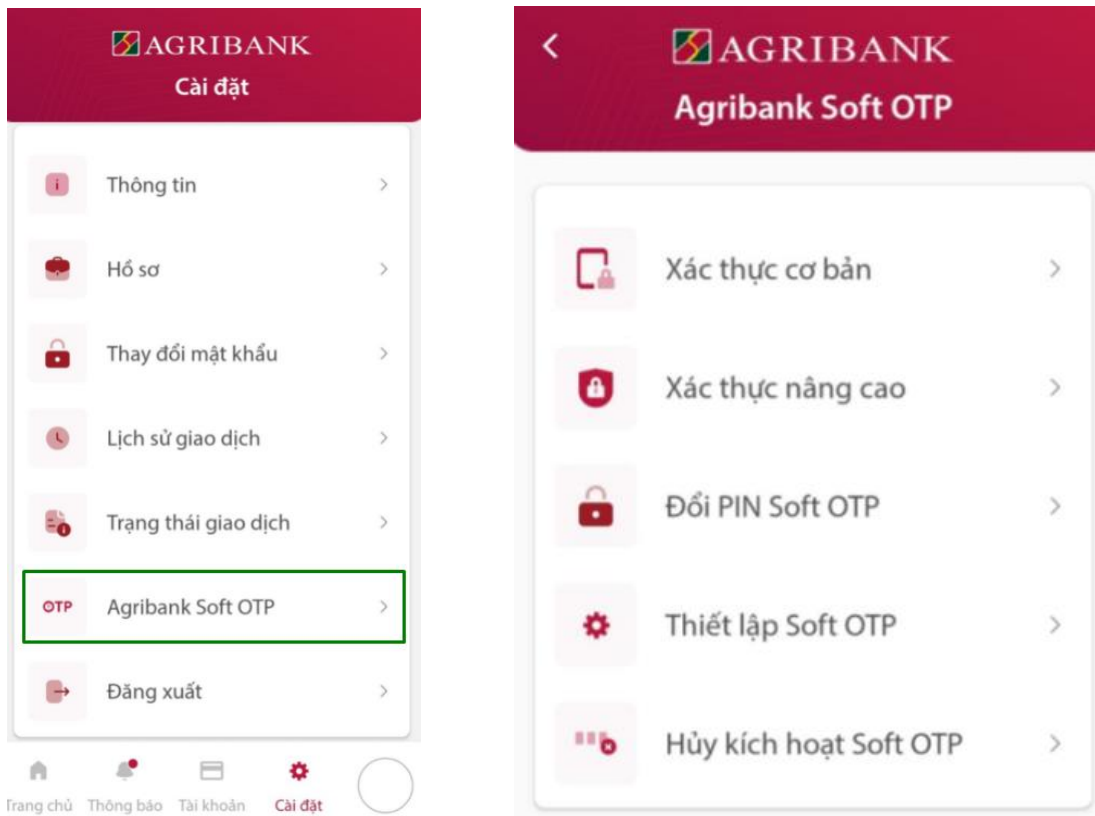 AGRIBANK
Cài đặt
Thông tin
Hồ sơ
Thay đổi mật khẩu
Lịch sử giao dịch
Trạng thái giao dịch
OTP Agribank Soft OTP
Đăng xuất
Trang chủ Thông báo Tài khoản Cài đặt
AGRIBANK
Agribank Soft OTP
Xác thực cơ bản
Xác thực nâng cao
Đổi PIN Soft OTP
Thiết lập Soft OTP
Hủy kích hoạt Soft OTP